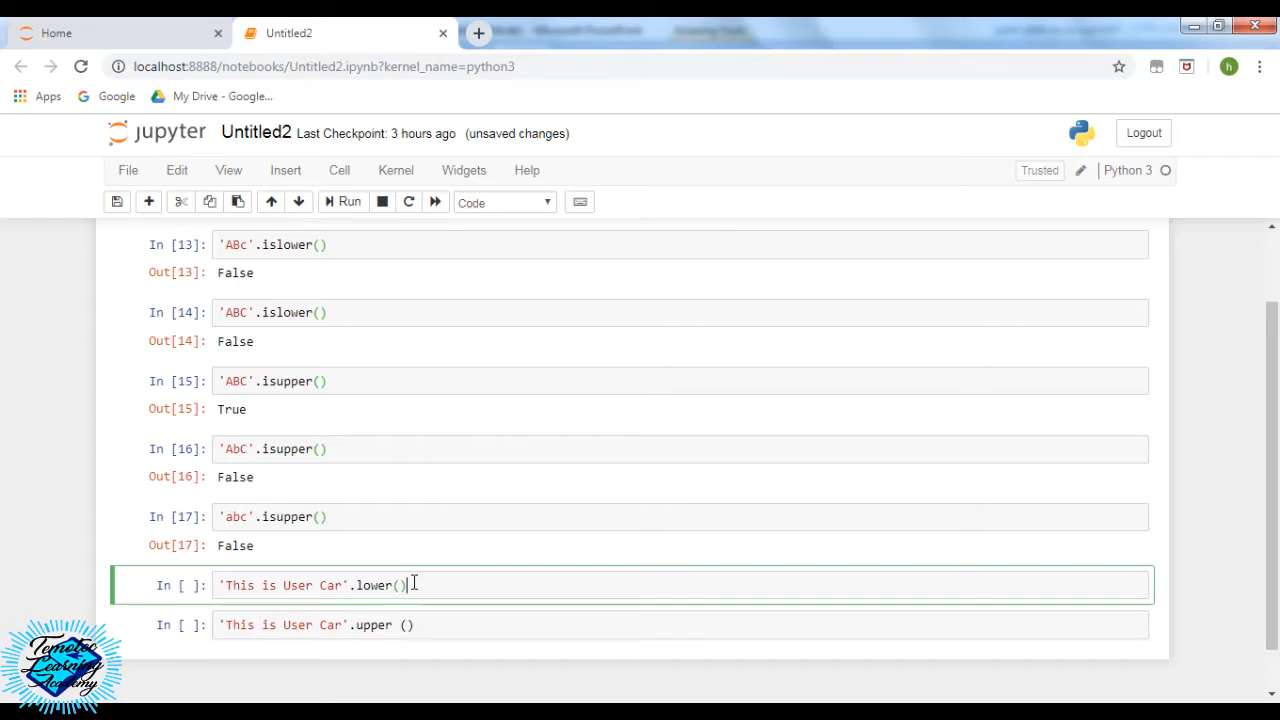 Home
Untitled2
localhost:8888/notebooks/Untitled2.ipynb?kernel_name=python3
h
Apps
Google
My Drive - Google...
jupyter Untitled2 Last Checkpoint: 3 hours ago (unsaved changes)
Logout
File Edit View Insert Cell Kernel Widgets Help
Trusted
Python 3
Run
Code
In [13]: 'ABc'.islower()
Out[13]: False
In [14]: 'ABC'.islower()
Out[14]: False
In [15]: 'ABC'.isupper()
Out[15]: True
In [16]: 'AbC'.isupper()
Out[16]: False
In [17]: 'abc'.isupper()
Out[17]: False
In [ ]: 'This is User Car'.lower()
In [ ]: 'This is User Car'.upper ()
Temotec
Learning
Academy